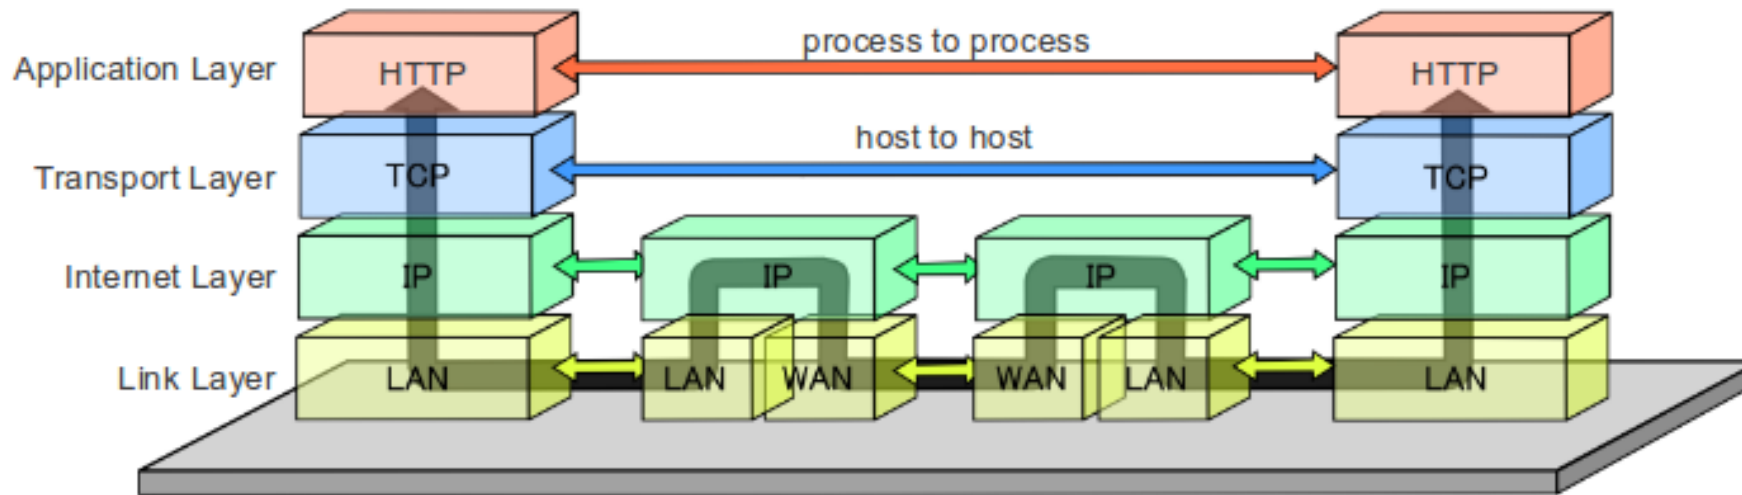 process to process
Application Layer HTTP HTTP
host to host
Transport Layer TCP TCP
Internet Layer IP IP IP IP
Link Layer LAN LAN WAN WAN LAN LAN